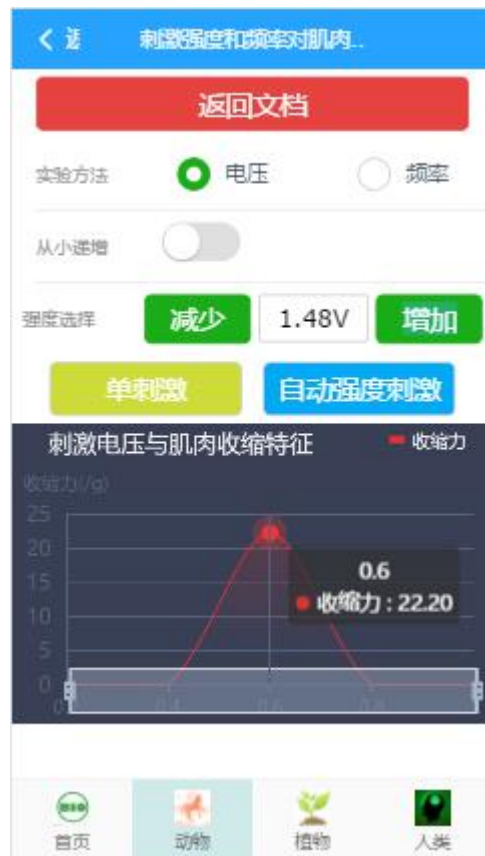 刺激强度和频率对肌肉..
返回文档
实验方法 电压 频率
从小递增
强度选择 减少 1.48V 增加
单刺激 自动强度刺激
刺激电压与肌肉收缩特征 收缩力
收缩力(/g)
25
20
15
10
5
0
0.6
收缩力 : 22.20
0.4 0.6 0.8
首页 动物 植物 人类